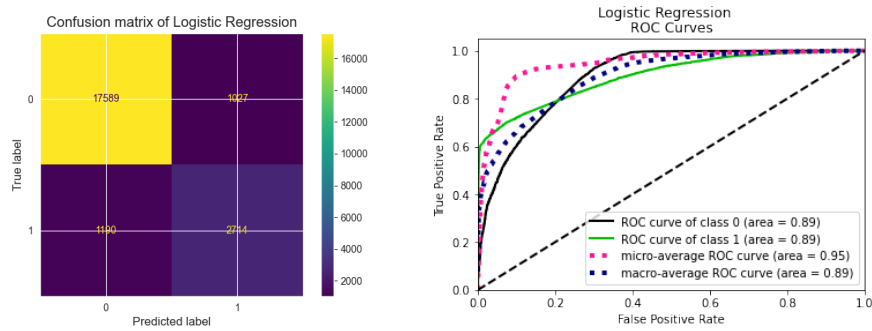 Confusion matrix of Logistic Regression
0
1
True label
17589
1027
1190
2714
0
1
Predicted label
16000
14000
12000
10000
8000
6000
4000
2000
Logistic Regression
ROC Curves
1.0
0.8
0.6
0.4
0.2
0.0
True Positive Rate
ROC curve of class 0 (area = 0.89)
ROC curve of class 1 (area = 0.89)
micro-average ROC curve (area = 0.95)
macro-average ROC curve (area = 0.89)
0.0
0.2
0.4
0.6
0.8
1.0
False Positive Rate